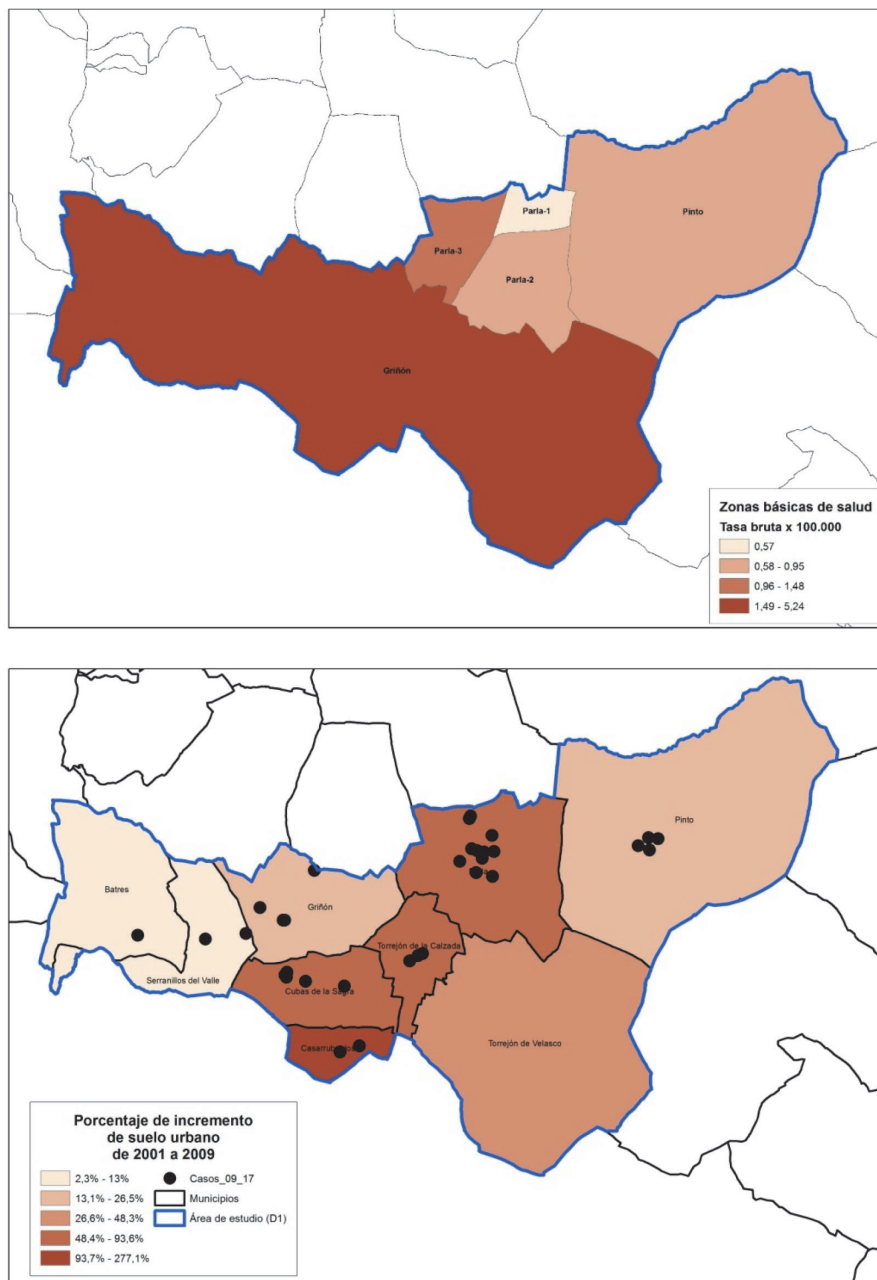 Parla-1
Pinto
Parla-3
Parla-2
Griñón
Zonas básicas de salud
Tasa bruta x 100.000
0,57
0,58 - 0,95
0,96 - 1,48
1,49 - 5,24
Pinto
Batres
Griñón
Torrejón de la Calzada
Serranillos del Valle
Cubas de la Sagra
Torrejón de Velasco
Porcentaje de incremento
de suelo urbano
de 2001 a 2009
2,3% - 13%
13,1% - 26,5%
26,6% - 48,3%
48,4% - 93,6%
93,7% - 277,1%
Casos_09_17
Municipios
Área de estudio (D1)